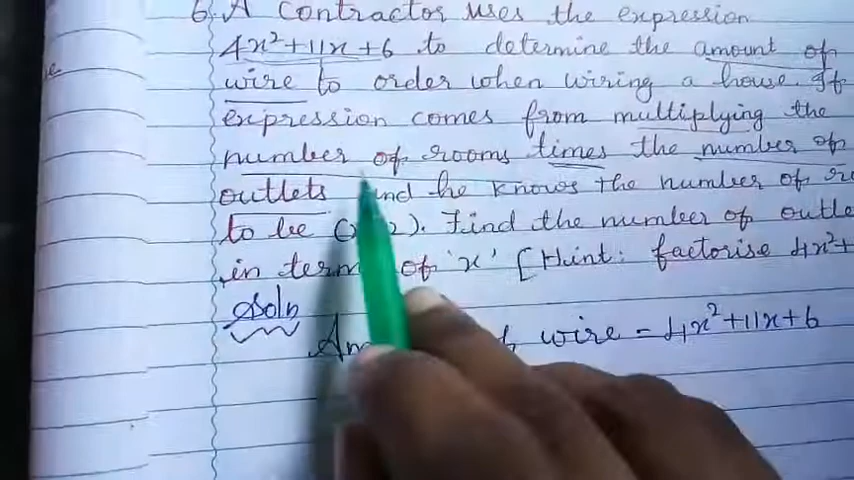 6. A Contractor uses the expression
4x²+11x+6 to determine the amount of
wire to order when wiring a house. If
expression comes from multiplying the
number of rooms times the number of
outlets and he knows the number of
to be (x 2). Find the number of
in term of 'x' [Hint: factorise 4x²+
Soln
wire = 4x²+11x+6